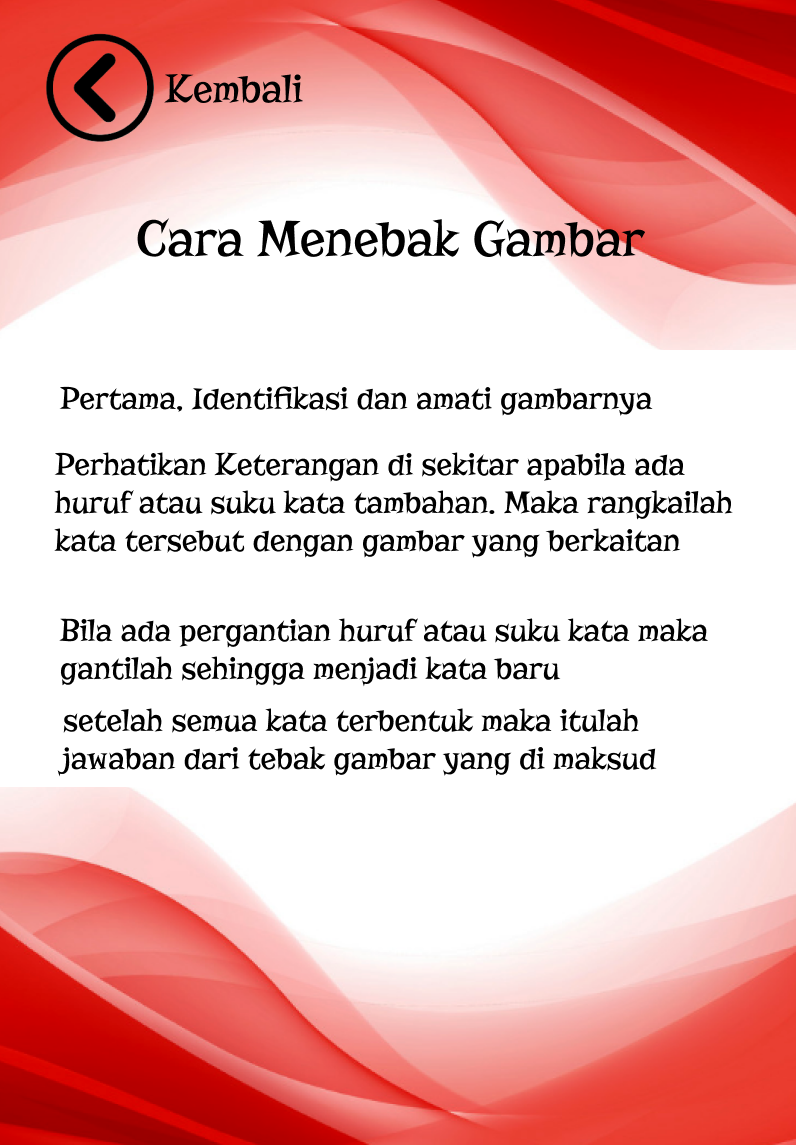 Kembali
Cara Menebak Gambar
Pertama, Identifikasi dan amati gambarnya
Perhatikan Keterangan di sekitar apabila ada
huruf atau suku kata tambahan. Maka rangkailah
kata tersebut dengan gambar yang berkaitan
Bila ada pergantian huruf atau suku kata maka
gantilah sehingga menjadi kata baru
setelah semua kata terbentuk maka itulah
jawaban dari tebak gambar yang di maksud